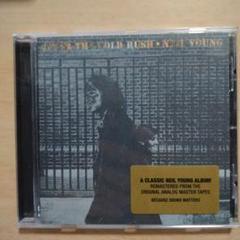 AFTER THE GOLD RUSH • NEIL YOUNG
A CLASSIC NEIL YOUNG ALBUM
REMASTERED FROM THE
ORIGINAL ANALOG MASTER TAPES
BECAUSE SOUND MATTERS